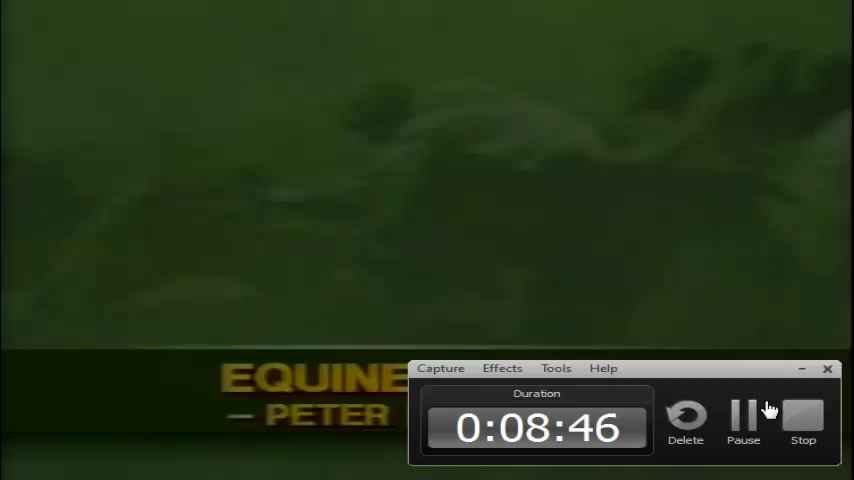 EQUINE
– PETER
Capture Effects Tools Help
Duration
0:08:46
Delete Pause Stop